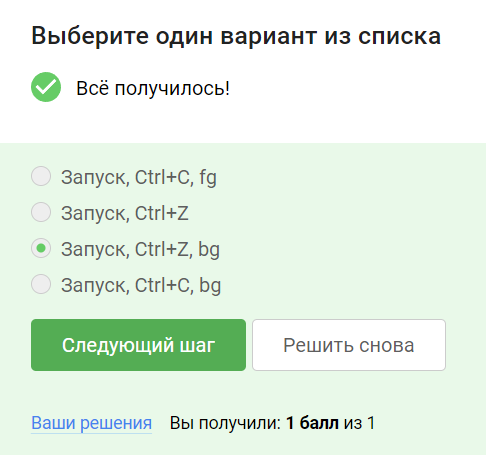 Выберите один вариант из списка
Всё получилось!
Запуск, Ctrl+C, fg
Запуск, Ctrl+Z
Запуск, Ctrl+Z, bg
Запуск, Ctrl+C, bg
Следующий шаг
Решить снова
Ваши решения Вы получили: 1 балл из 1